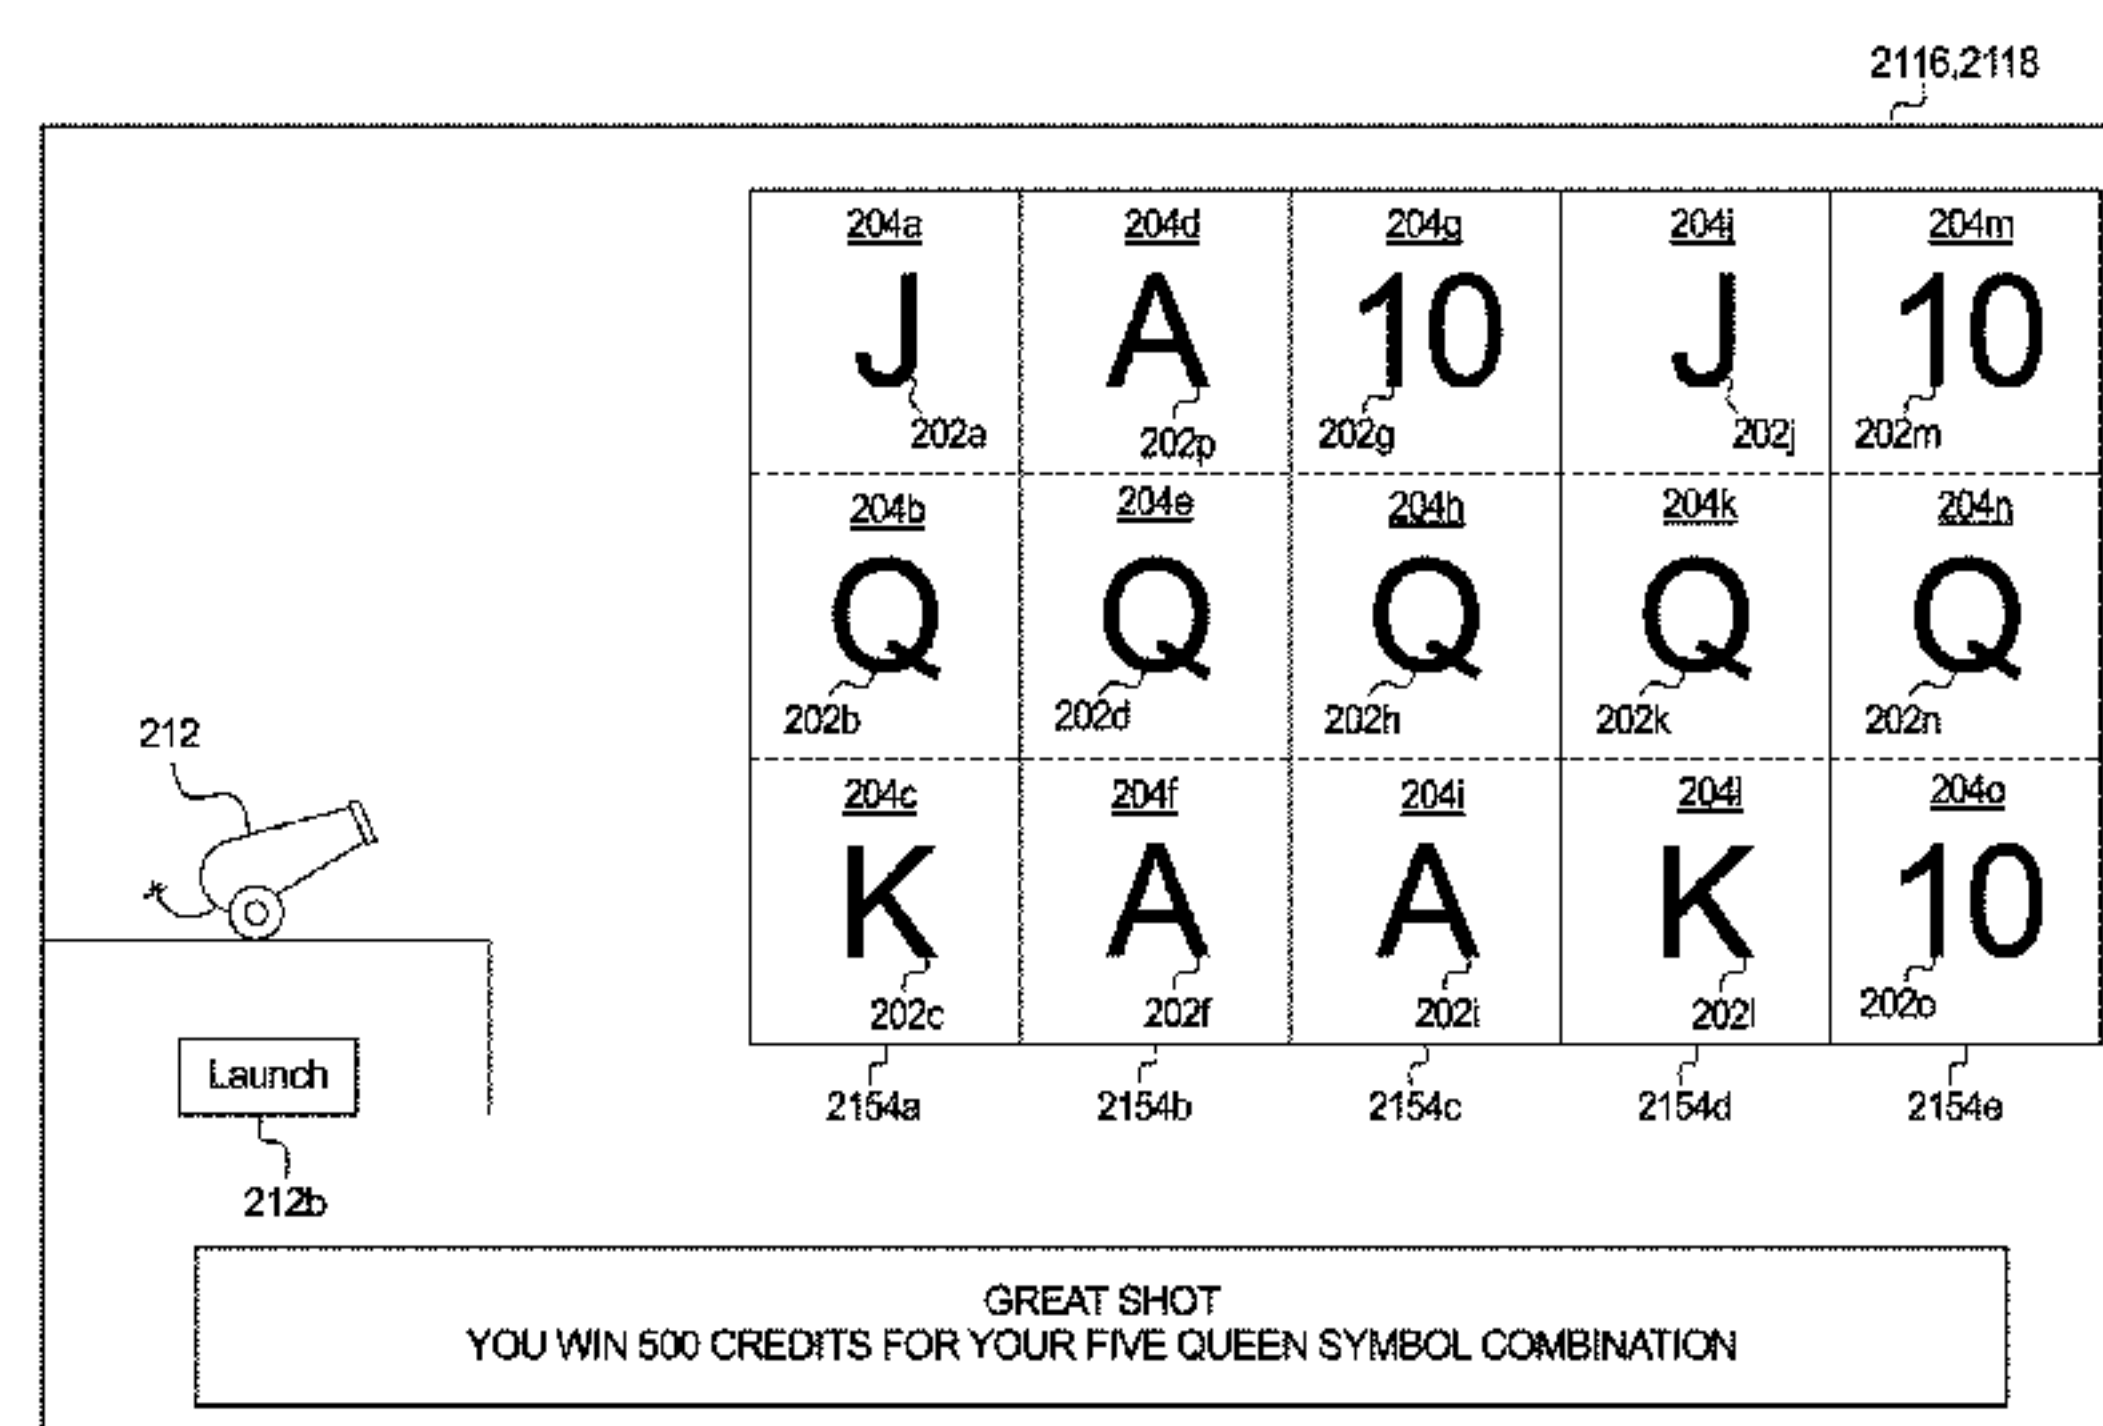 2116,2118
204a 204d 204g 204j 204m
J A 10 J 10
202a 202p 202g 202j 202m
204b 204e 204h 204k 204n
Q Q Q Q Q
202b 202d 202h 202k 202n
212
204c 204f 204i 204l 204o
K A A K 10
202c 202f 202i 202l 202o
Launch
2154a 2154b 2154c 2154d 2154e
212b
GREAT SHOT
YOU WIN 500 CREDITS FOR YOUR FIVE QUEEN SYMBOL COMBINATION